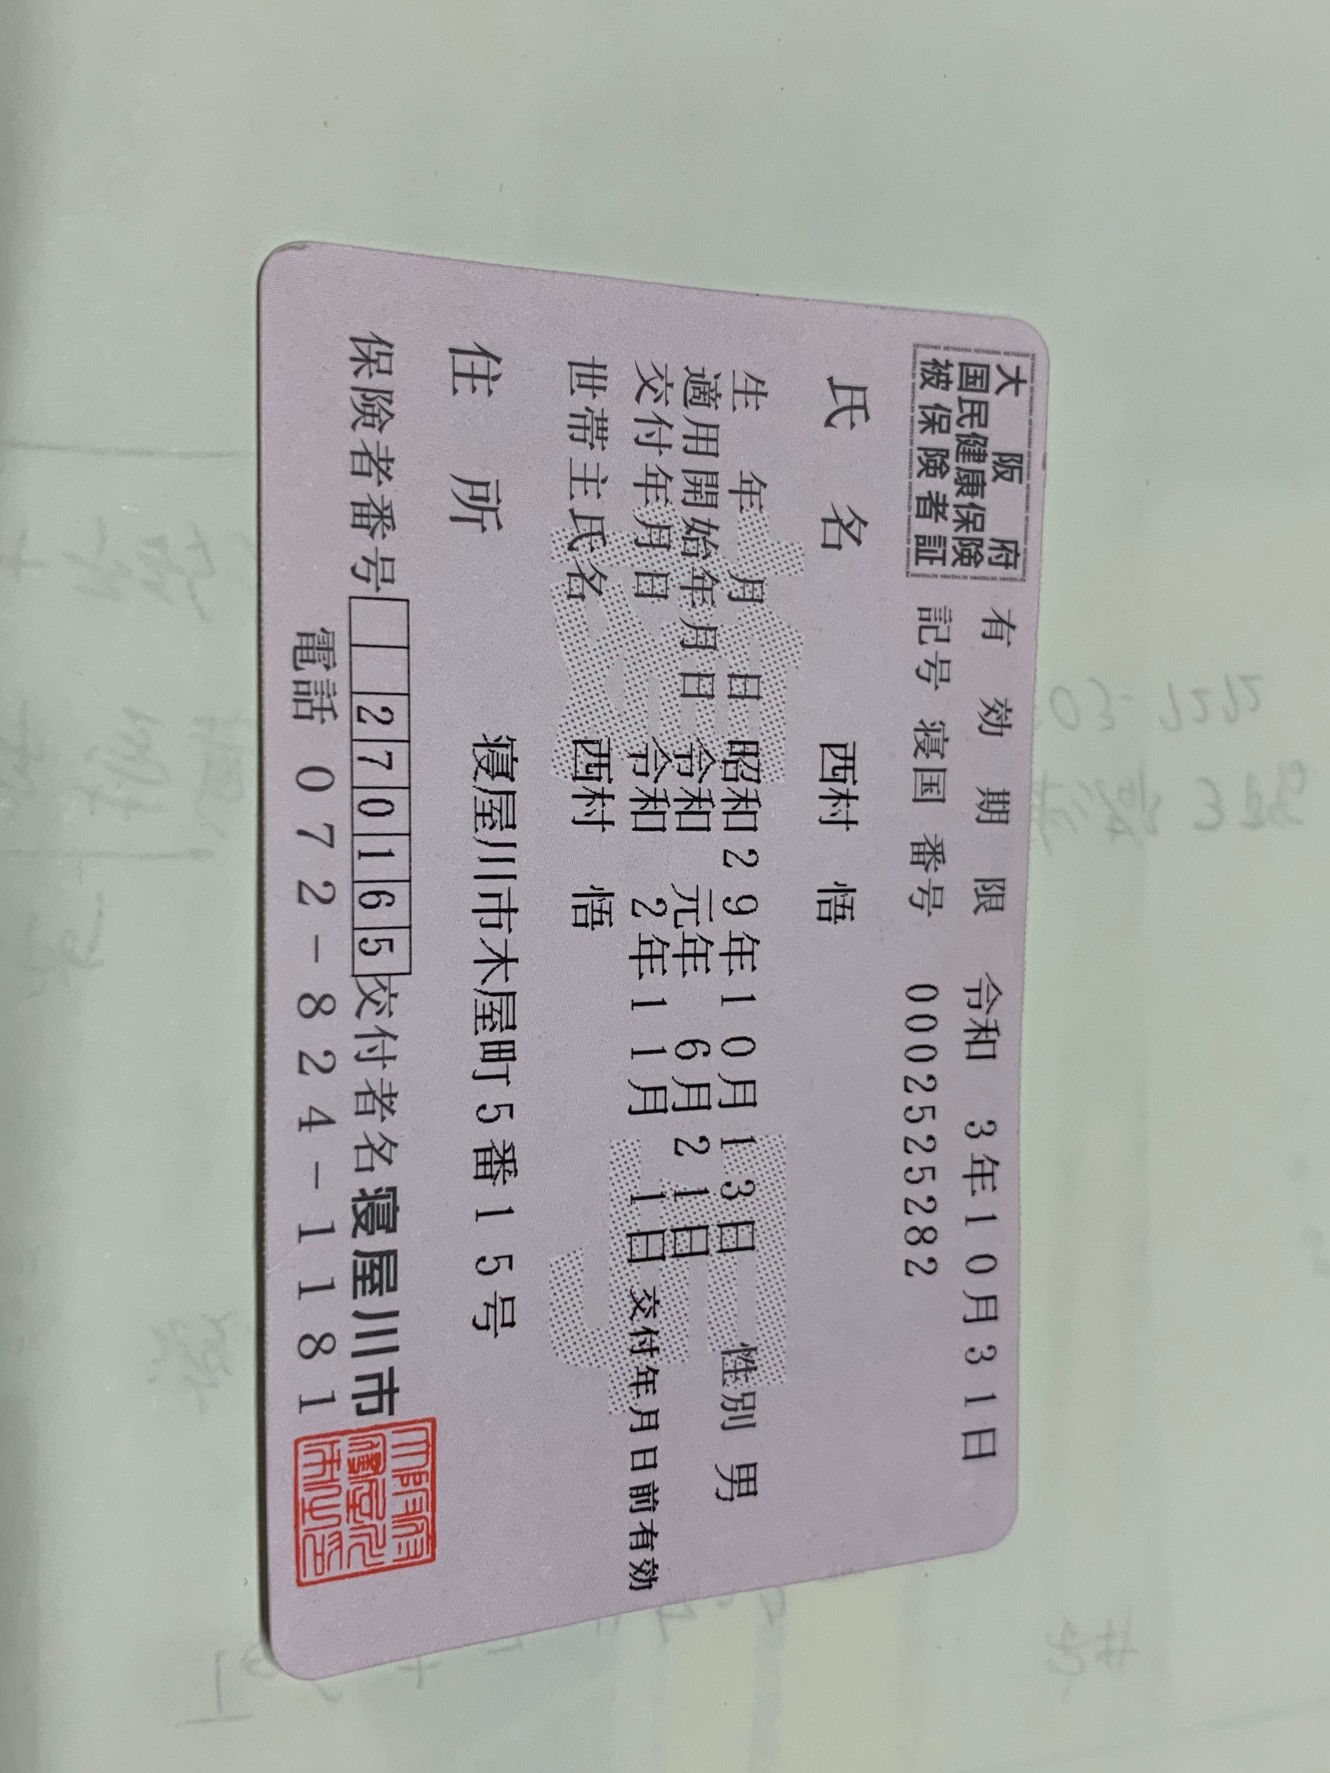 大阪府
国民健康保険
被保険者証
有効期限 令和 3年10月31日
記号 寝国 番号 0002525282
氏名 西村 悟
生年月日 昭和29年10月13日 性別 男
適用開始年月日 令和 元年 6月21日
交付年月日 令和 2年11月 1日 交付年月日前有効
世帯主氏名 西村 悟
住所 寝屋川市木屋町5番15号
保険者番号 270165 交付者名 寝屋川市
電話 072-824-1181